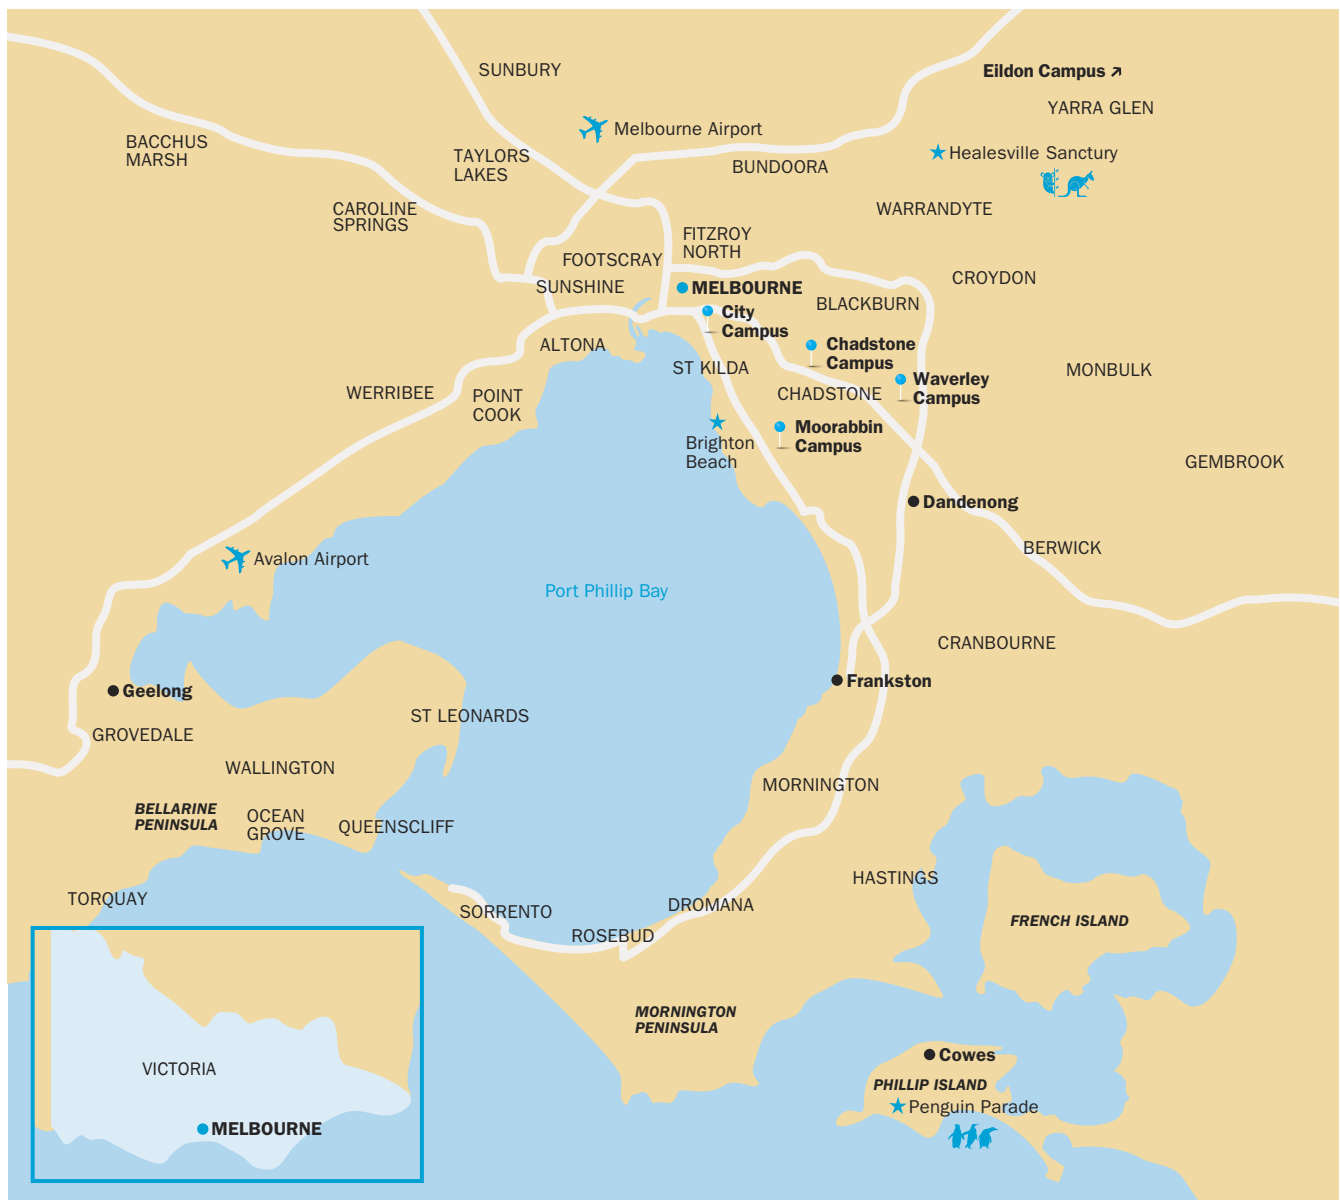 SUNBURY
Eildon Campus
YARRA GLEN
Melbourne Airport
BACCHUS
MARSH
TAYLORS
LAKES
BUNDOORA
Healesville Sanctury
CAROLINE
SPRINGS
WARRANDYTE
FITZROY
NORTH
FOOTSCRAY
CROYDON
SUNSHINE
MELBOURNE
BLACKBURN
City
Campus
ALTONA
Chadstone
Campus
ST KILDA
MONBULK
WERRIBEE
POINT
COOK
CHADSTONE
Waverley
Campus
Moorabbin
Campus
Brighton
Beach
GEMBROOK
Dandenong
BERWICK
Avalon Airport
Port Phillip Bay
CRANBOURNE
Geelong
Frankston
ST LEONARDS
GROVEDALE
WALLINGTON
MORNINGTON
BELLARINE
PENINSULA
OCEAN
GROVE
QUEENSCLIFF
HASTINGS
TORQUAY
SORRENTO
DROMANA
ROSEBUD
FRENCH ISLAND
MORNINGTON
PENINSULA
Cowes
PHILLIP ISLAND
Penguin Parade
VICTORIA
MELBOURNE